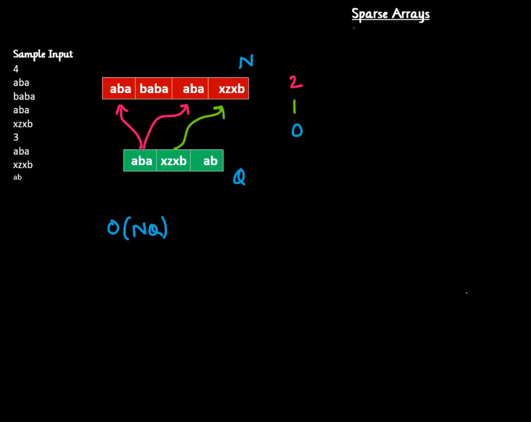 Sparse Arrays
Sample Input
4
aba
baba
aba
xzxb
3
aba
xzxb
ab
N
aba baba aba xzxb
aba xzxb ab
Q
2
1
0
O(NQ)